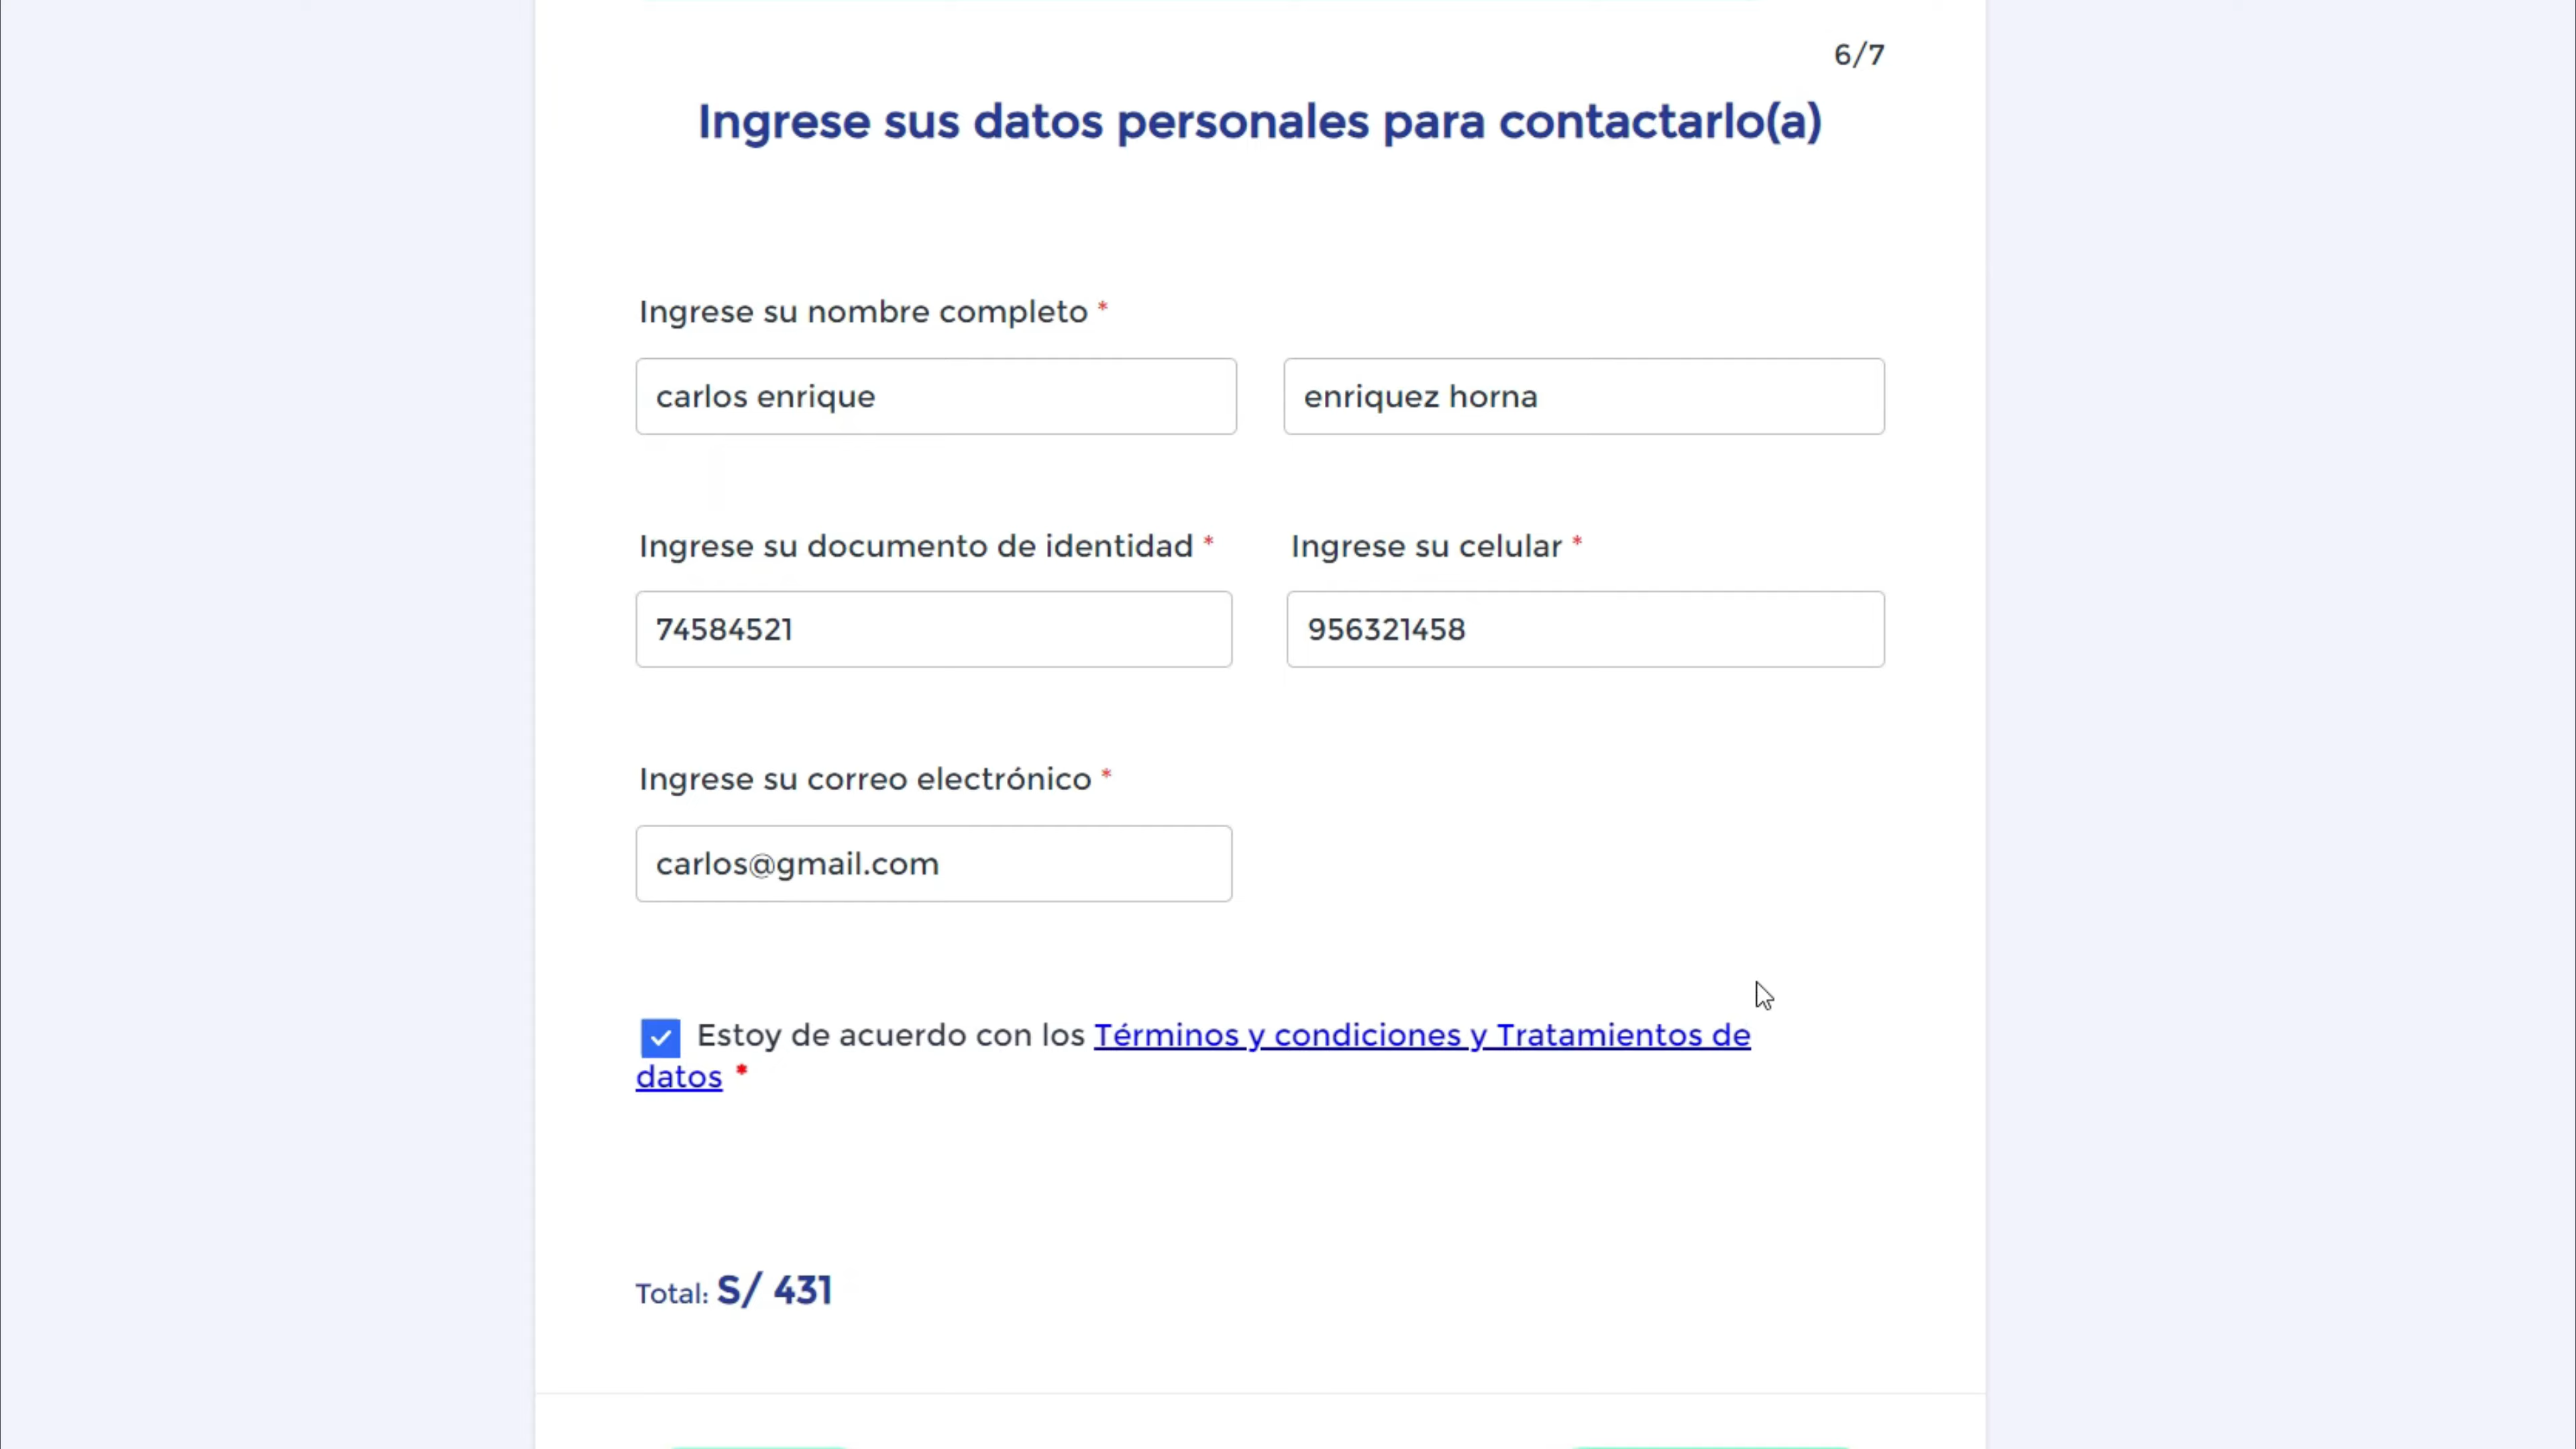 6/7
Ingrese sus datos personales para contactarlo(a)
Ingrese su nombre completo *
carlos enrique
enriquez horna
Ingrese su documento de identidad *
Ingrese su celular *
74584521
956321458
Ingrese su correo electrónico *
carlos@gmail.com
Estoy de acuerdo con los Términos y condiciones y Tratamientos de
datos *
Total: S/ 431